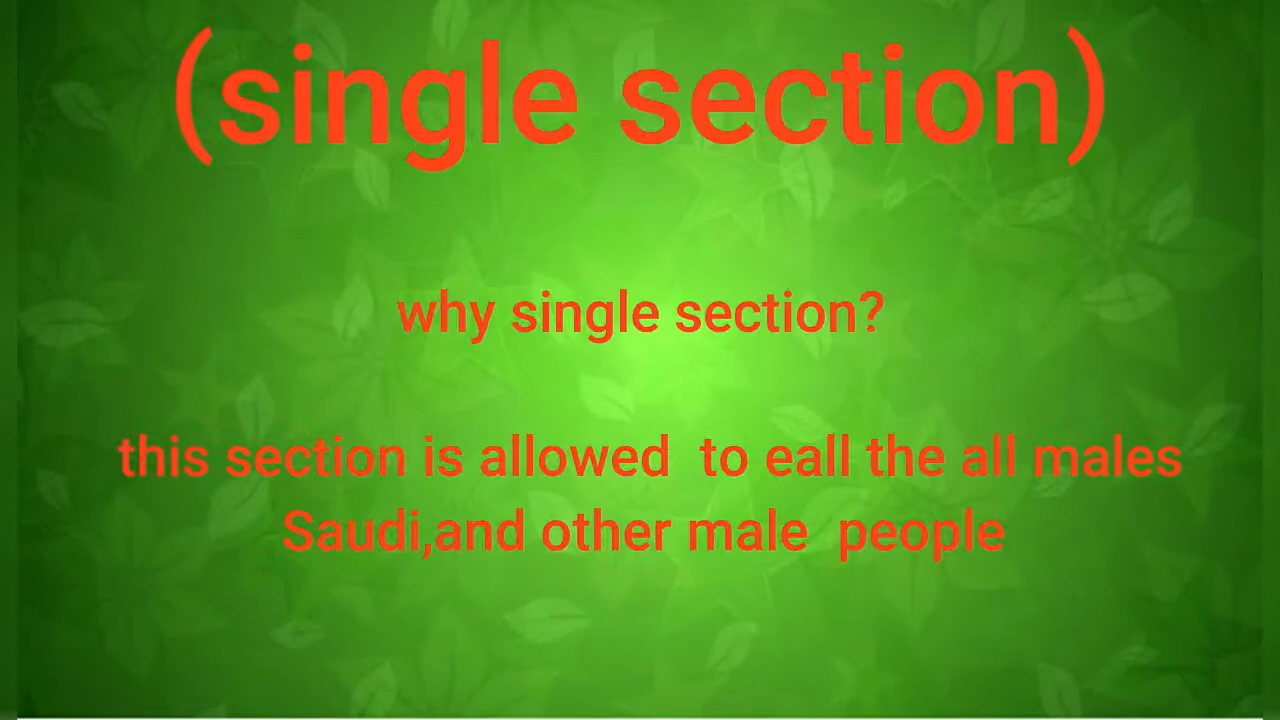 (single section)
why single section?
this section is allowed  to eall the all males
Saudi,and other male  people